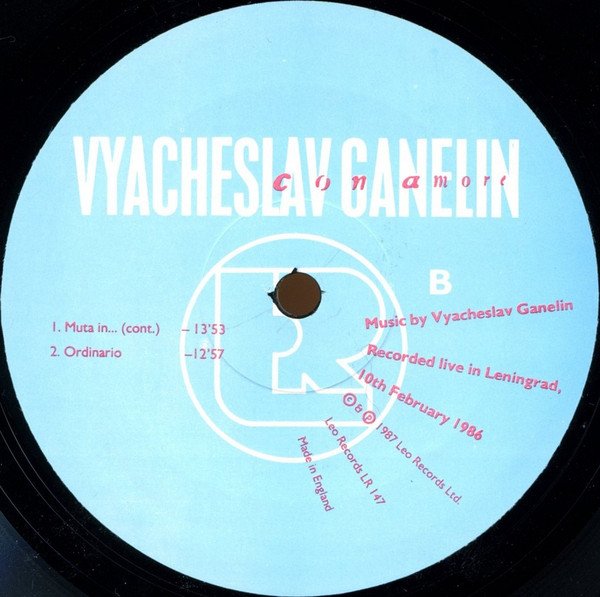 VYACHESLAV GANELIN
con amore
B
1. Muta in... (cont.) – 13'53
2. Ordinario –12'57
Music by Vyacheslav Ganelin
Recorded live in Leningrad,
10th February 1986
© & ℗ 1987 Leo Records Ltd.
Leo Records LR 147
Made in England